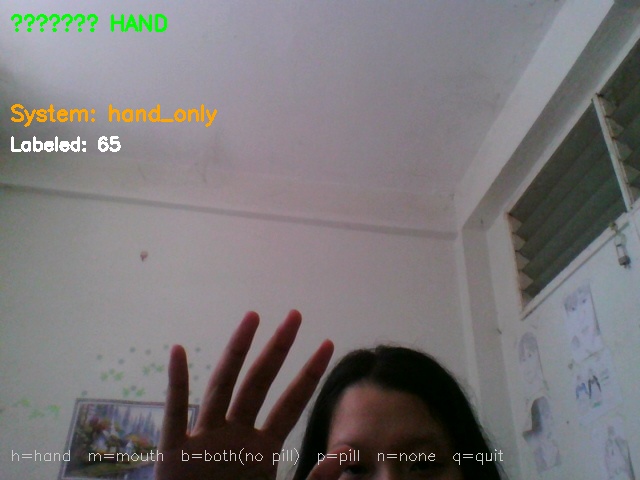 ??????? HAND
System: hand_only
Labeled: 65
h=hand m=mouth b=both(no pill) p=pill n=none q=quit